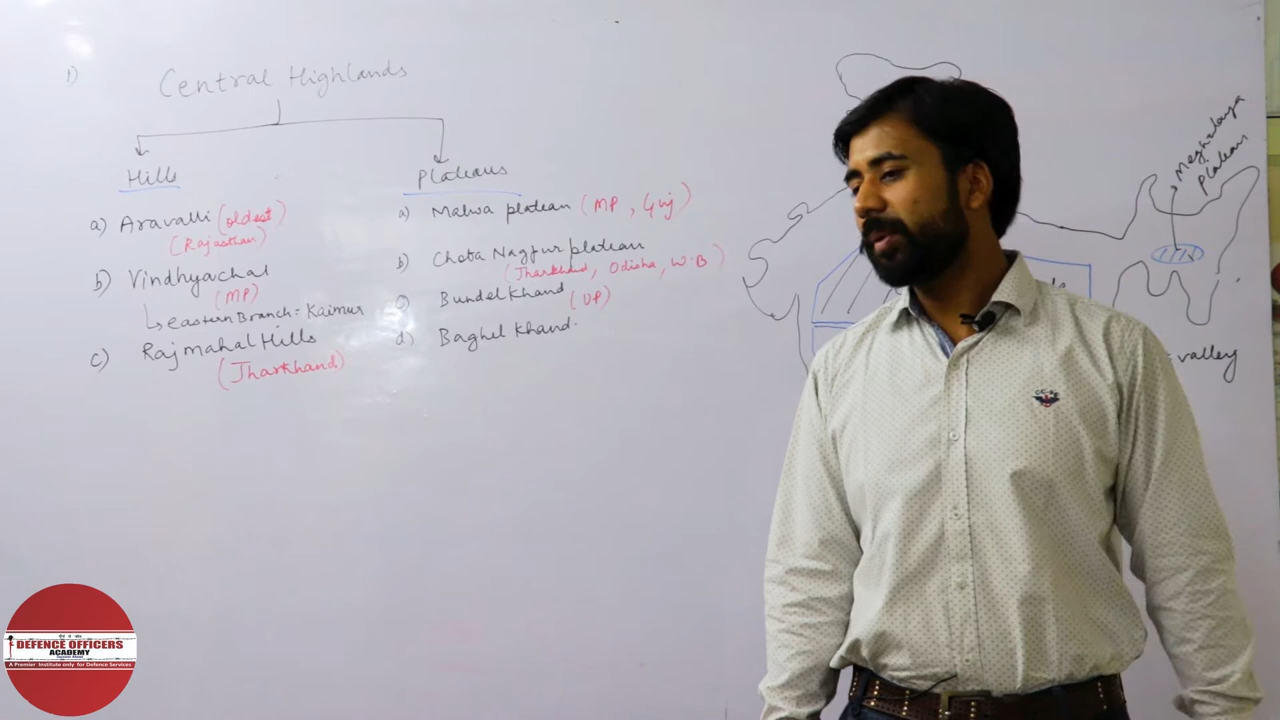 1) Central Highlands
Hills
a) Aravalli (oldest)
(Rajasthan)
b) Vindhyachal
(MP)
eastern Branch = Kaimur
c) Rajmahal Hills
(Jharkhand)
Plateaus
a) Malwa plateau (MP, Guj)
b) Chota Nagpur plateau
(Jharkhand, Odisha, W.B)
c) Bundelkhand (UP)
d) Baghel Khand.
Meghalaya
Plateau
valley
DEFENCE OFFICERS
ACADEMY
A Premier Institute only for Defence Services